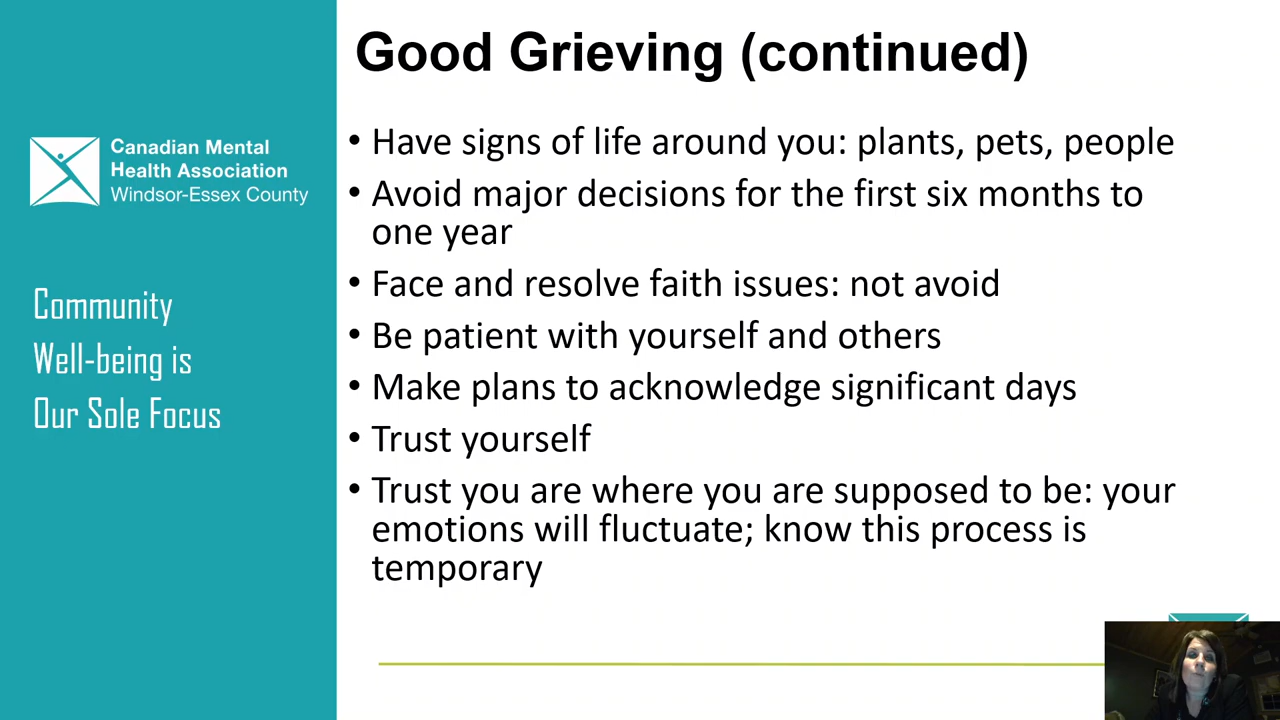 Good Grieving (continued)
Canadian Mental
Health Association
Windsor-Essex County
Community
Well-being is
Our Sole Focus
• Have signs of life around you: plants, pets, people
• Avoid major decisions for the first six months to
one year
• Face and resolve faith issues: not avoid
• Be patient with yourself and others
• Make plans to acknowledge significant days
• Trust yourself
• Trust you are where you are supposed to be: your
emotions will fluctuate; know this process is
temporary